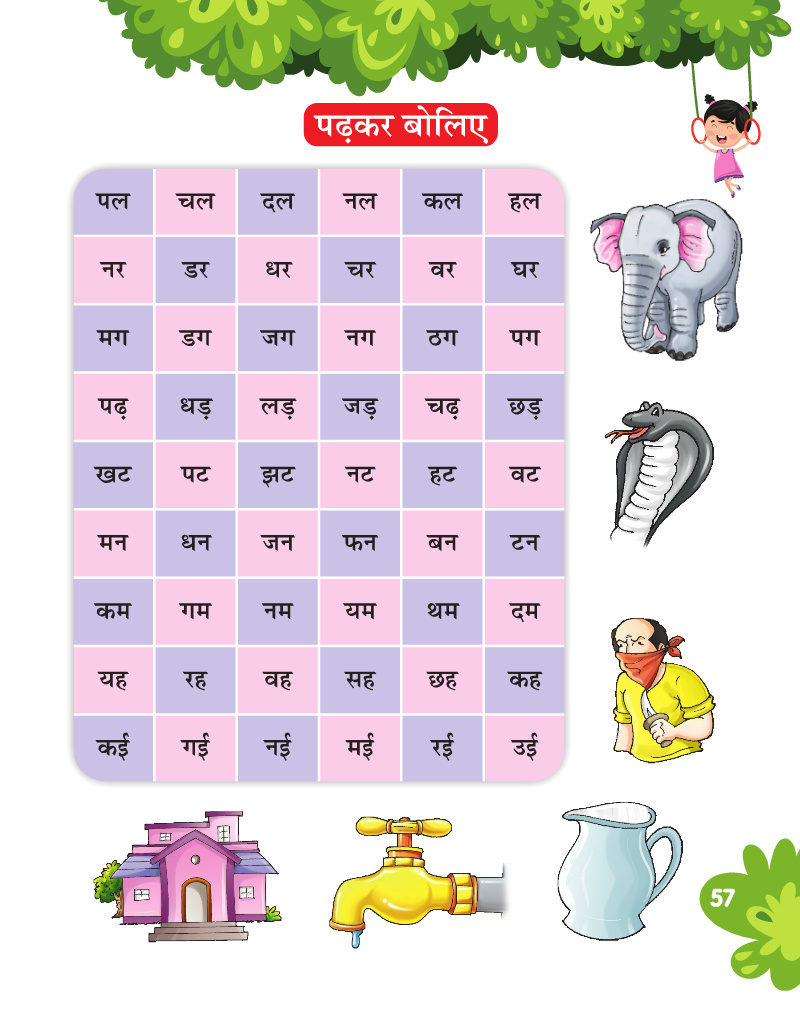 पढ़कर बोलिए
पल चल दल नल कल हल
नर डर धर चर वर घर
मग डग जग नग ठग पग
पढ़ धड़ लड़ जड़ चढ़ छड़
खट पट झट नट हट वट
मन धन जन फन बन टन
कम गम नम यम थम दम
यह रह वह सह छह कह
कई गई नई मई रई उई
57